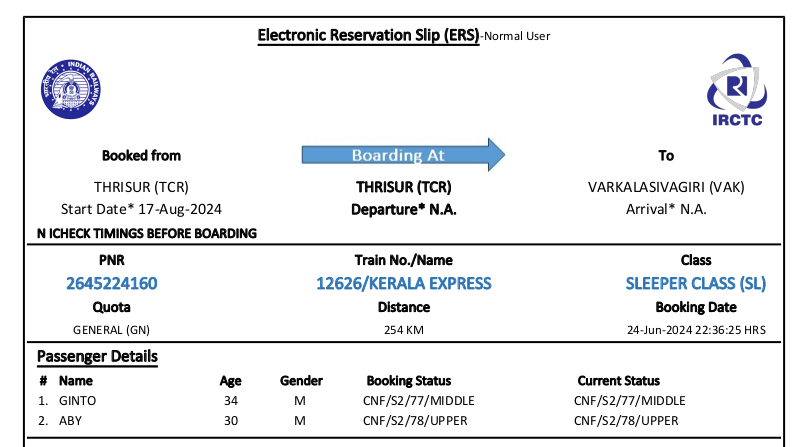 Electronic Reservation Slip (ERS)-Normal User
INDIAN RAILWAYS
भारतीय रेल
IRCTC
Booked from Boarding At To
THRISUR (TCR) THRISUR (TCR) VARKALASIVAGIRI (VAK)
Start Date* 17-Aug-2024 Departure* N.A. Arrival* N.A.
N ICHECK TIMINGS BEFORE BOARDING
PNR Train No./Name Class
2645224160 12626/KERALA EXPRESS SLEEPER CLASS (SL)
Quota Distance Booking Date
GENERAL (GN) 254 KM 24-Jun-2024 22:36:25 HRS
Passenger Details
# Name Age Gender Booking Status Current Status
1. GINTO 34 M CNF/S2/77/MIDDLE CNF/S2/77/MIDDLE
2. ABY 30 M CNF/S2/78/UPPER CNF/S2/78/UPPER